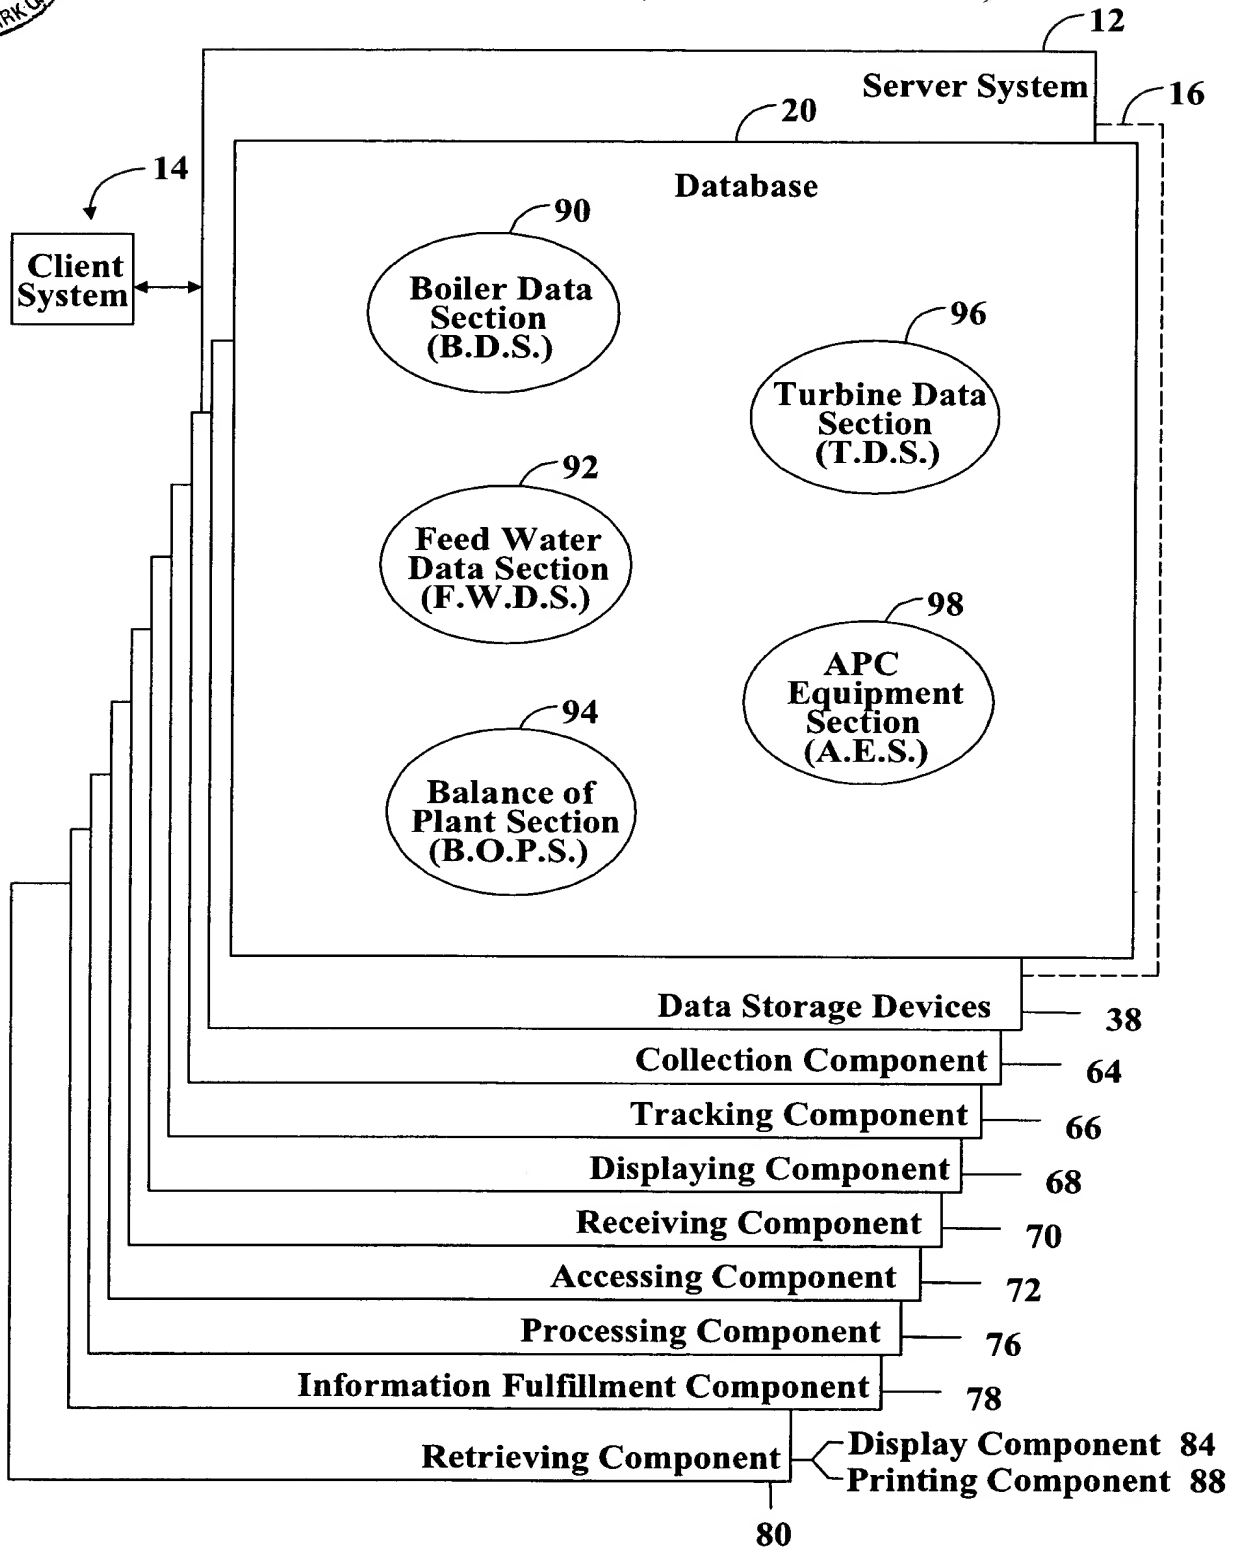 12
Server System
16
20
Database
14
Client
System
90
Boiler Data
Section
(B.D.S.)
96
Turbine Data
Section
(T.D.S.)
92
Feed Water
Data Section
(F.W.D.S.)
98
APC
Equipment
Section
(A.E.S.)
94
Balance of
Plant Section
(B.O.P.S.)
Data Storage Devices
38
Collection Component
64
Tracking Component
66
Displaying Component
68
Receiving Component
70
Accessing Component
72
Processing Component
76
Information Fulfillment Component
78
Retrieving Component
Display Component 84
Printing Component 88
80